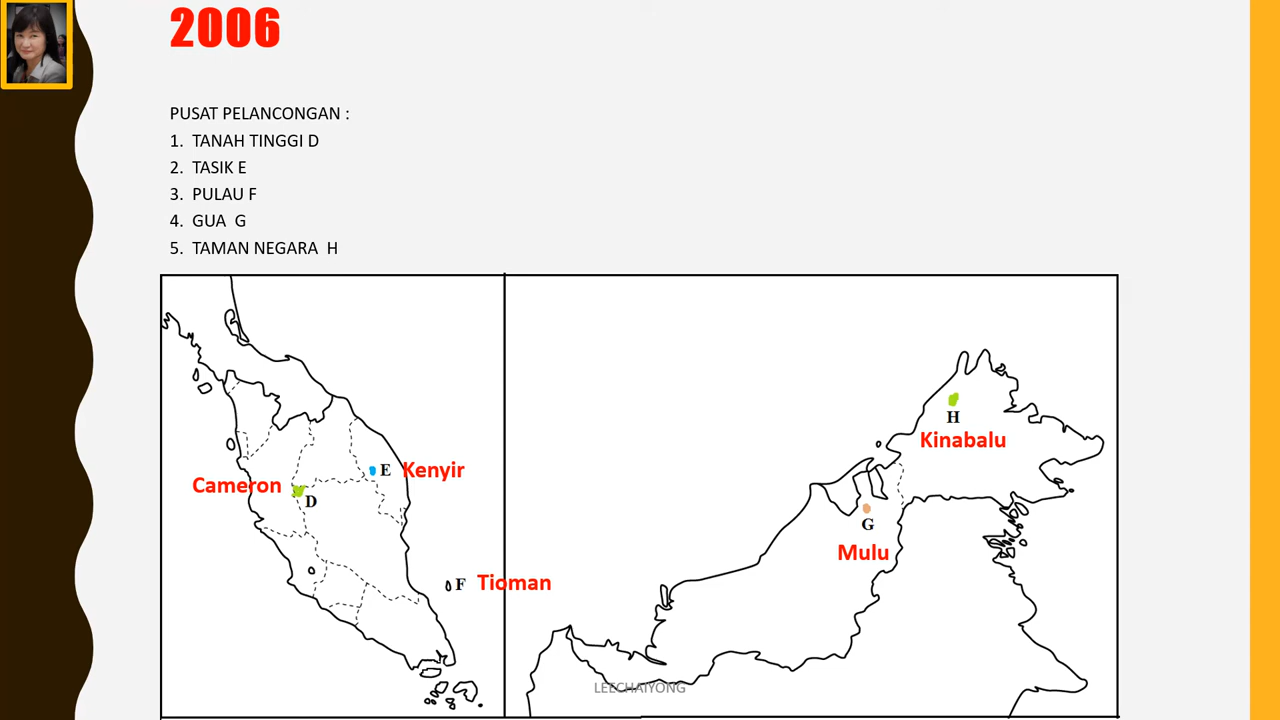 2006
PUSAT PELANCONGAN :
1. TANAH TINGGI D
2. TASIK E
3. PULAU F
4. GUA G
5. TAMAN NEGARA H
H
Kinabalu
E Kenyir
Cameron
D
G
Mulu
F Tioman
LEECHAIYONG